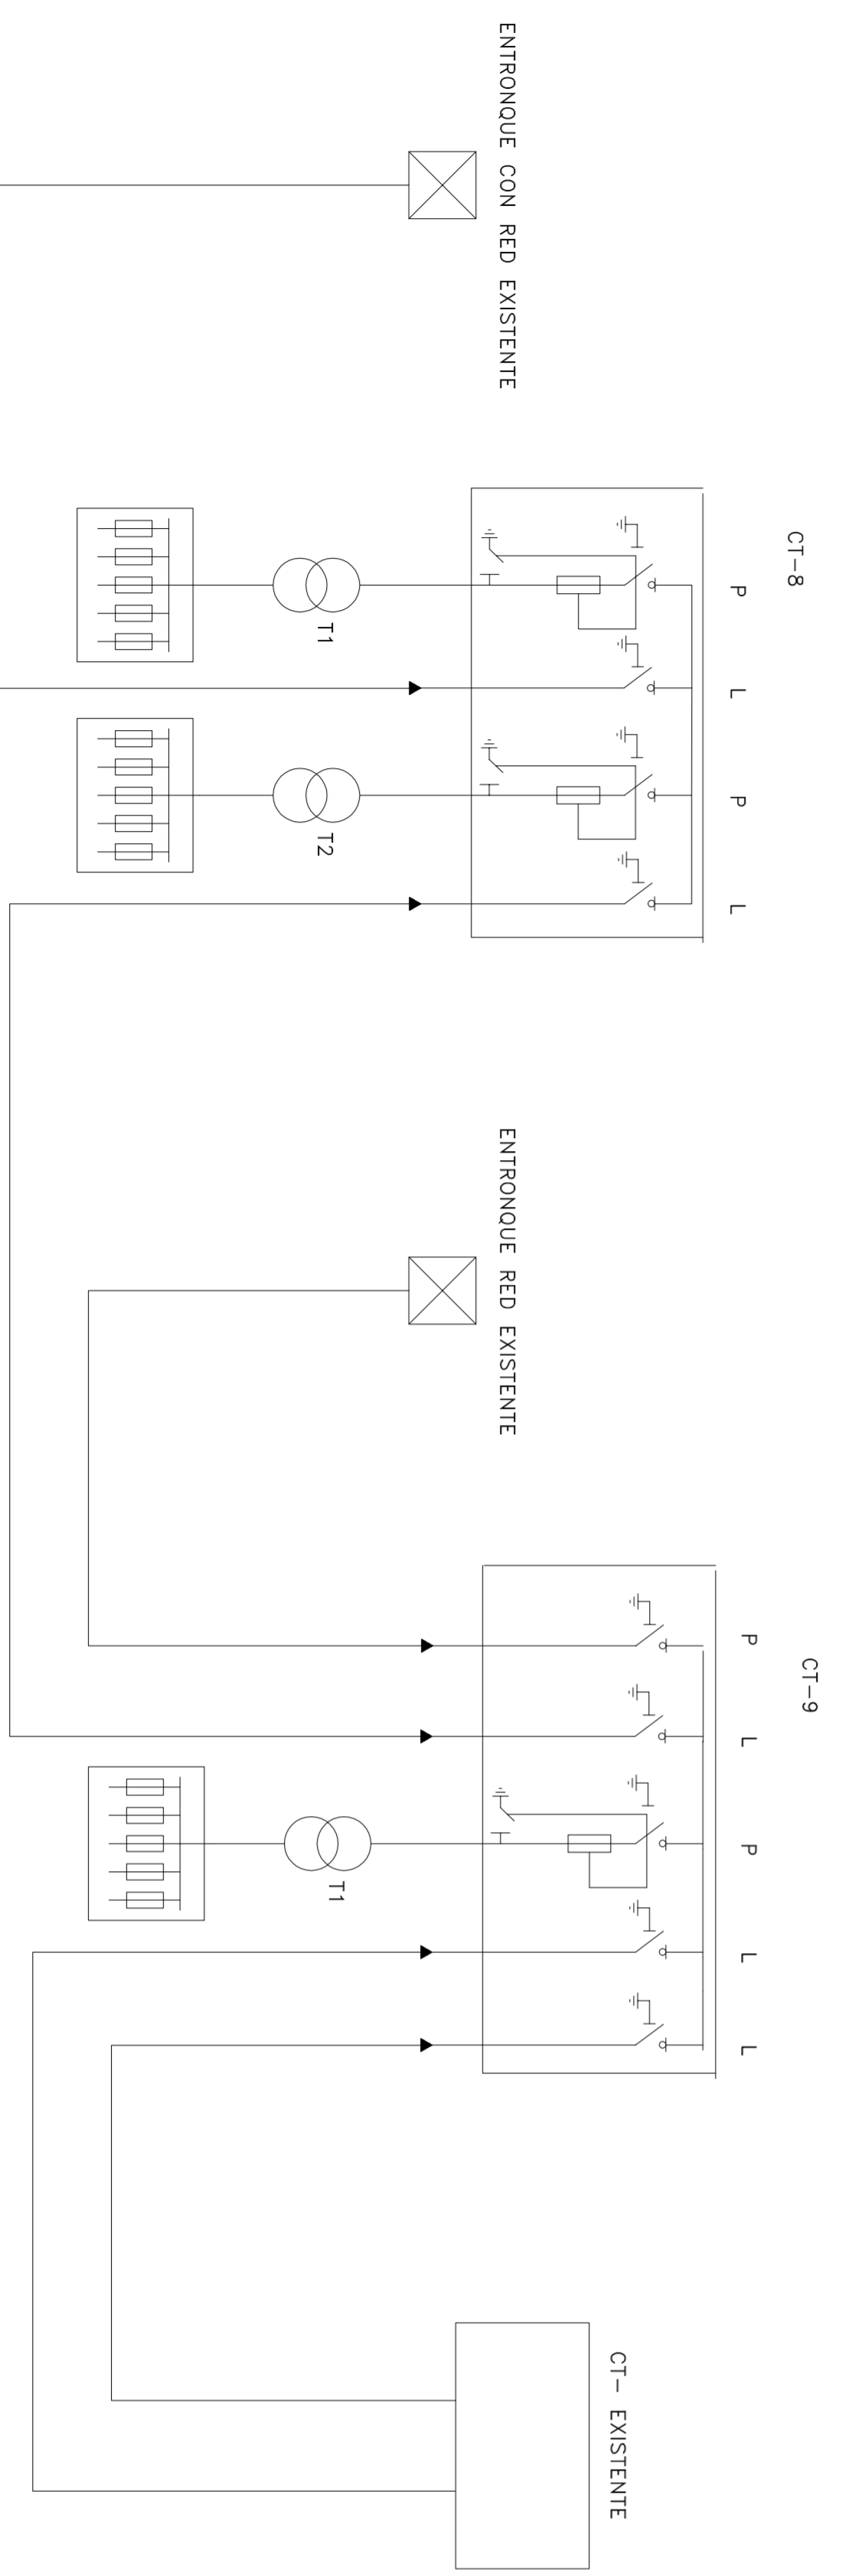 ENTRONQUE CON RED EXISTENTE
CT-8
P
L
P
L
T1
T2
ENTRONQUE RED EXISTENTE
CT-9
P
L
P
L
L
T1
CT- EXISTENTE